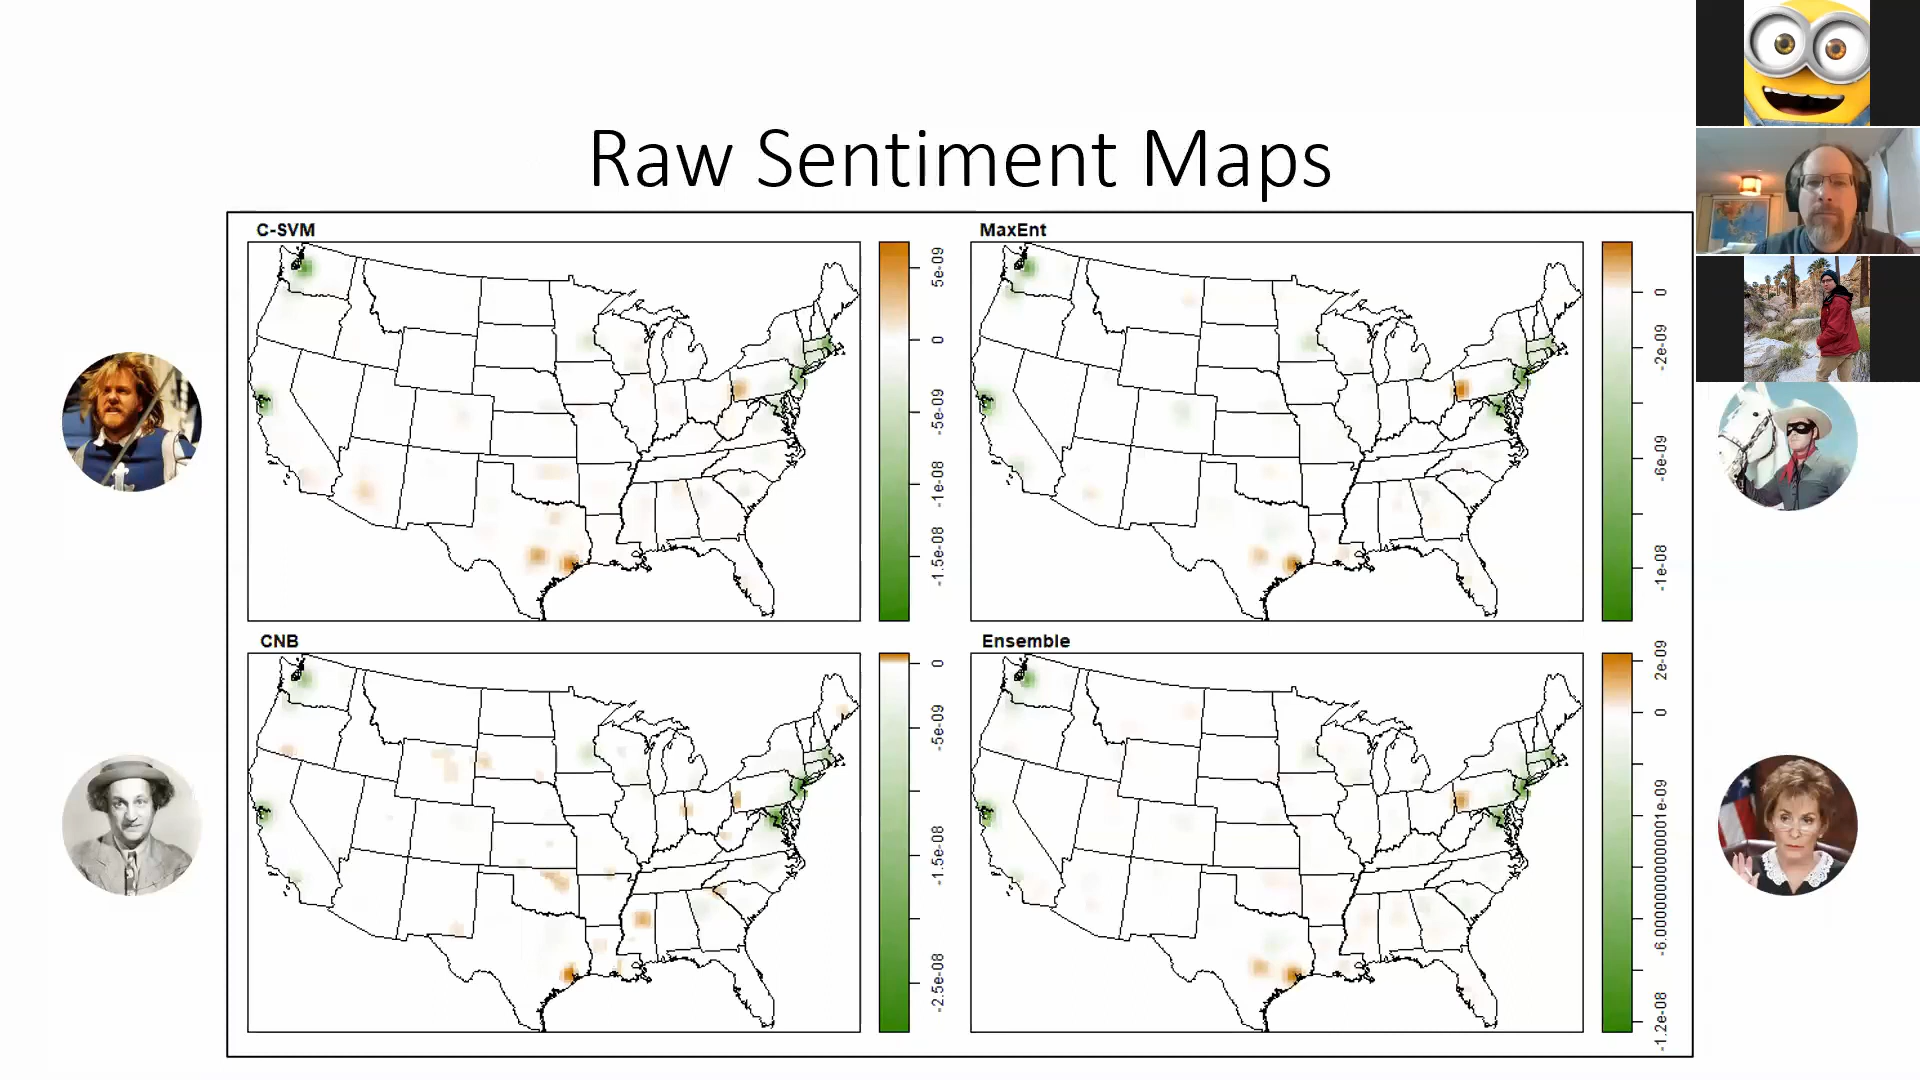 Raw Sentiment Maps
C-SVM
5e-09
0
-5e-09
-1e-08
-1.5e-08
MaxEnt
0
-2e-09
-6e-09
-1e-08
CNB
0
-5e-09
-1.5e-08
-2.5e-08
Ensemble
2e-09
0
-6.00000000000001e-09
-1.2e-08